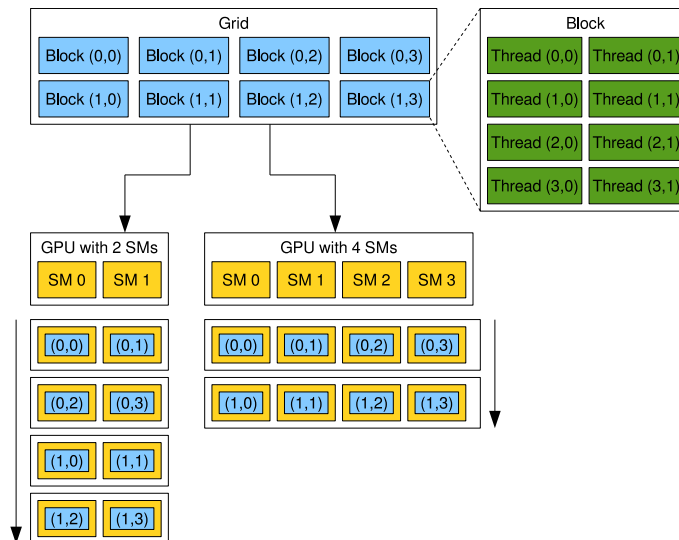 Grid
Block (0,0) Block (0,1) Block (0,2) Block (0,3)
Block (1,0) Block (1,1) Block (1,2) Block (1,3)
Block
Thread (0,0) Thread (0,1)
Thread (1,0) Thread (1,1)
Thread (2,0) Thread (2,1)
Thread (3,0) Thread (3,1)
GPU with 2 SMs
SM 0 SM 1
(0,0) (0,1)
(0,2) (0,3)
(1,0) (1,1)
(1,2) (1,3)
GPU with 4 SMs
SM 0 SM 1 SM 2 SM 3
(0,0) (0,1) (0,2) (0,3)
(1,0) (1,1) (1,2) (1,3)